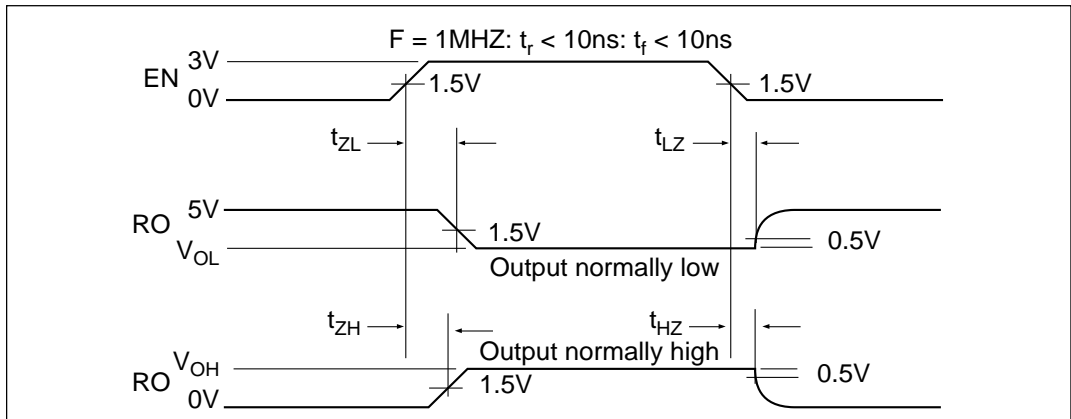 F = 1MHZ: tr < 10ns: tf < 10ns
3V
EN
0V
1.5V
1.5V
tZL
tLZ
5V
RO
VOL
1.5V
0.5V
Output normally low
tZH
tHZ
Output normally high
VOH
RO
0V
1.5V
0.5V